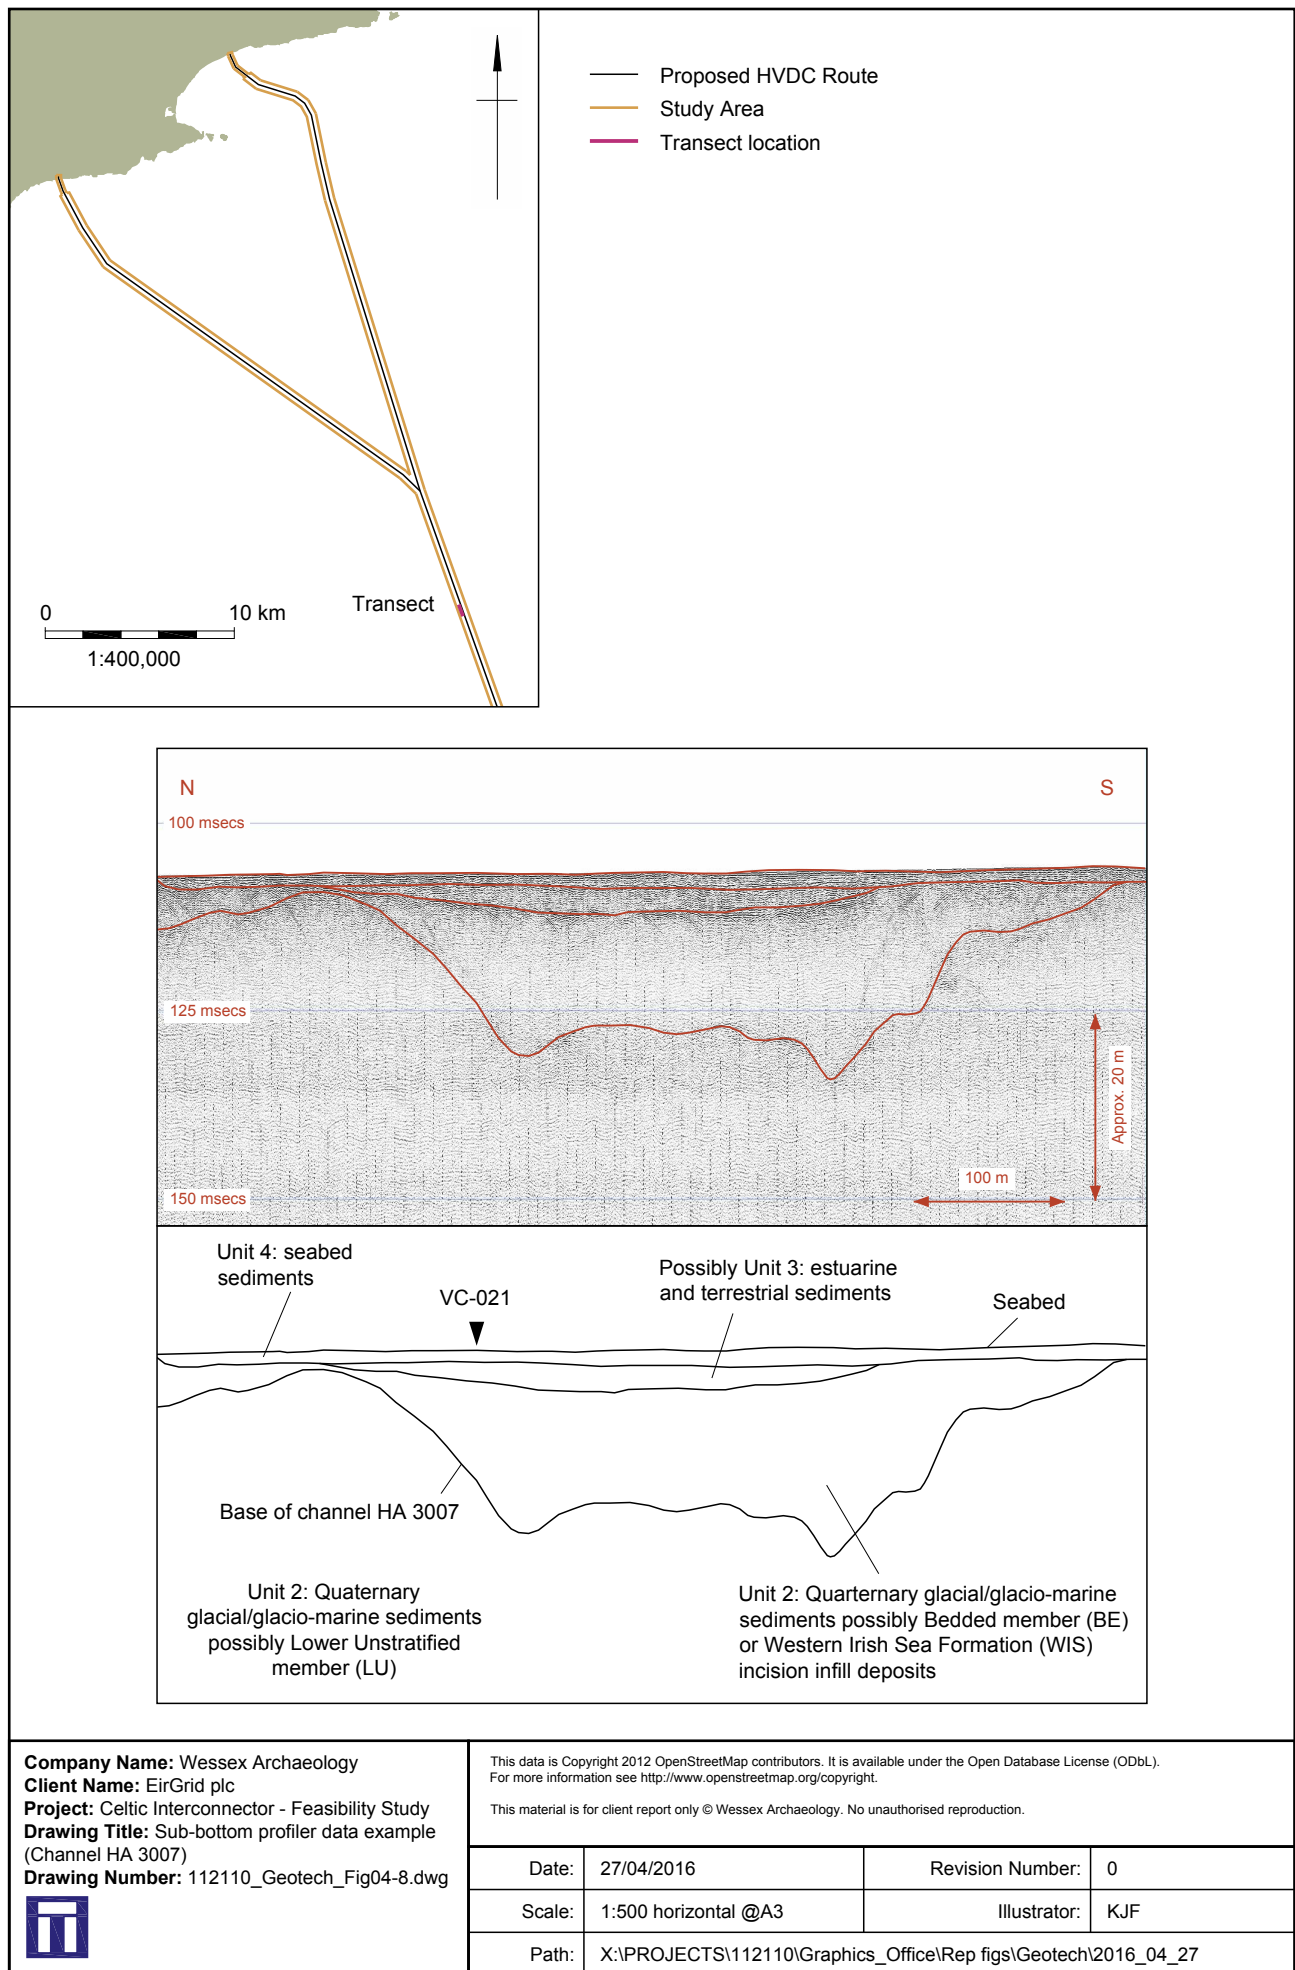 Proposed HVDC Route
Study Area
Transect location
Transect
0
10 km
1:400,000
N
S
100 msecs
125 msecs
Approx. 20 m
100 m
150 msecs
Unit 4: seabed
sediments
VC-021
Possibly Unit 3: estuarine
and terrestrial sediments
Seabed
Base of channel HA 3007
Unit 2: Quaternary
glacial/glacio-marine sediments
possibly Lower Unstratified
member (LU)
Unit 2: Quarternary glacial/glacio-marine
sediments possibly Bedded member (BE)
or Western Irish Sea Formation (WIS)
incision infill deposits
Company Name: Wessex Archaeology
Client Name: EirGrid plc
Project: Celtic Interconnector - Feasibility Study
Drawing Title: Sub-bottom profiler data example
(Channel HA 3007)
Drawing Number: 112110_Geotech_Fig04-8.dwg
This data is Copyright 2012 OpenStreetMap contributors. It is available under the Open Database License (ODbL).
For more information see http://www.openstreetmap.org/copyright.
This material is for client report only © Wessex Archaeology. No unauthorised reproduction.
Date: 27/04/2016 Revision Number: 0
Scale: 1:500 horizontal @A3 Illustrator: KJF
Path: X:\PROJECTS\112110\Graphics_Office\Rep figs\Geotech\2016_04_27